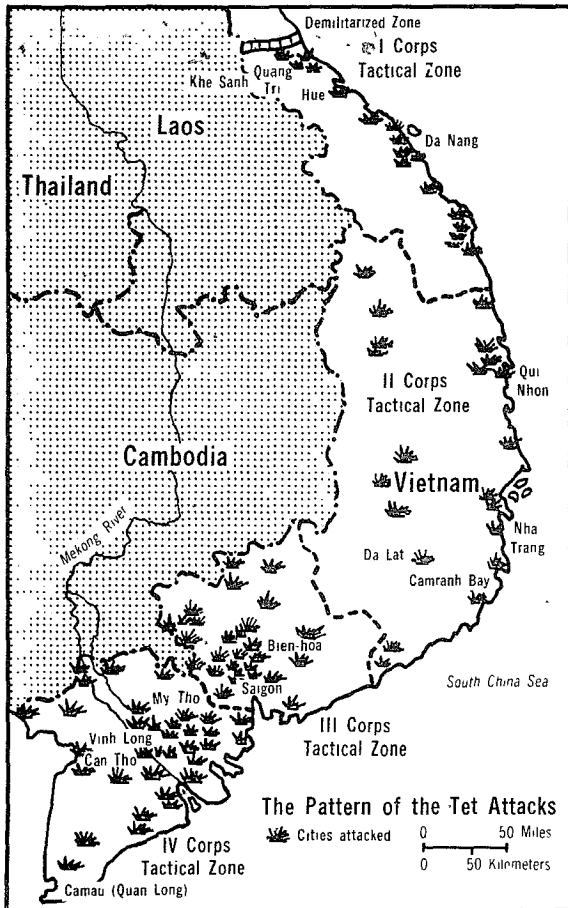 Demilitarized Zone
I Corps
Tactical Zone
Khe Sanh
Quang
Tri
Hue
Laos
Da Nang
Thailand
II Corps
Tactical Zone
Qui
Nhon
Cambodia
Vietnam
Mekong River
Nha
Trang
Da Lat
Camranh Bay
Bien-hoa
Saigon
South China Sea
My Tho
III Corps
Tactical Zone
Vinh Long
Can Tho
The Pattern of the Tet Attacks
Cities attacked
0 50 Miles
0 50 Kilometers
IV Corps
Tactical Zone
Camau (Quan Long)